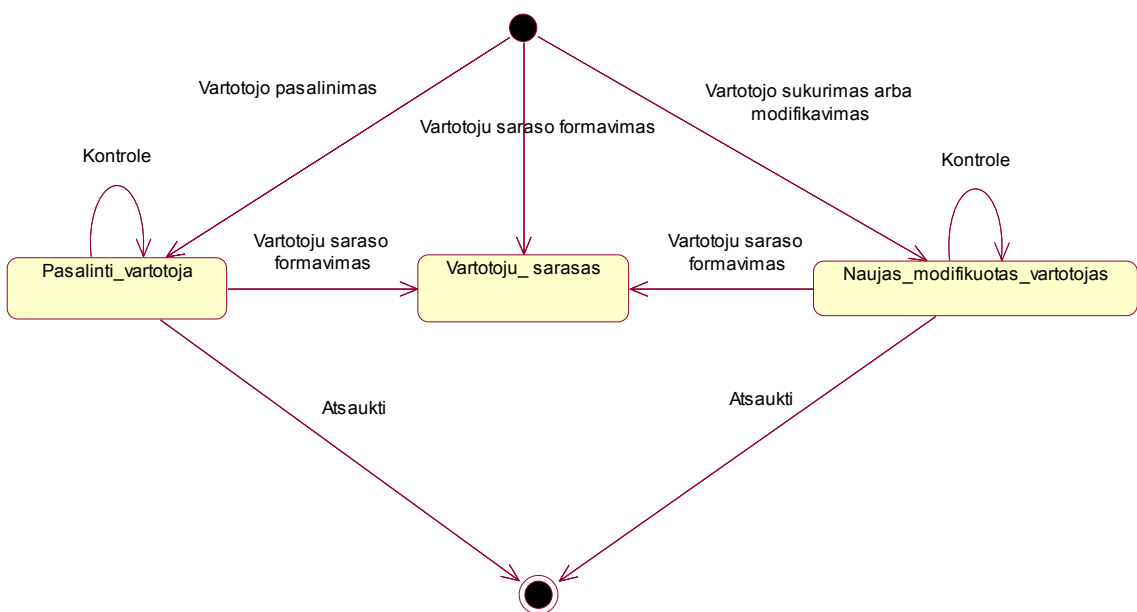 Vartotojo pasalinimas
Vartotojo sukurimas arba
modifikavimas
Vartotoju saraso formavimas
Kontrole
Kontrole
Vartotoju saraso
formavimas
Vartotoju saraso
formavimas
Pasalinti_vartotoja
Vartotoju_ sarasas
Naujas_modifikuotas_vartotojas
Atsaukti
Atsaukti